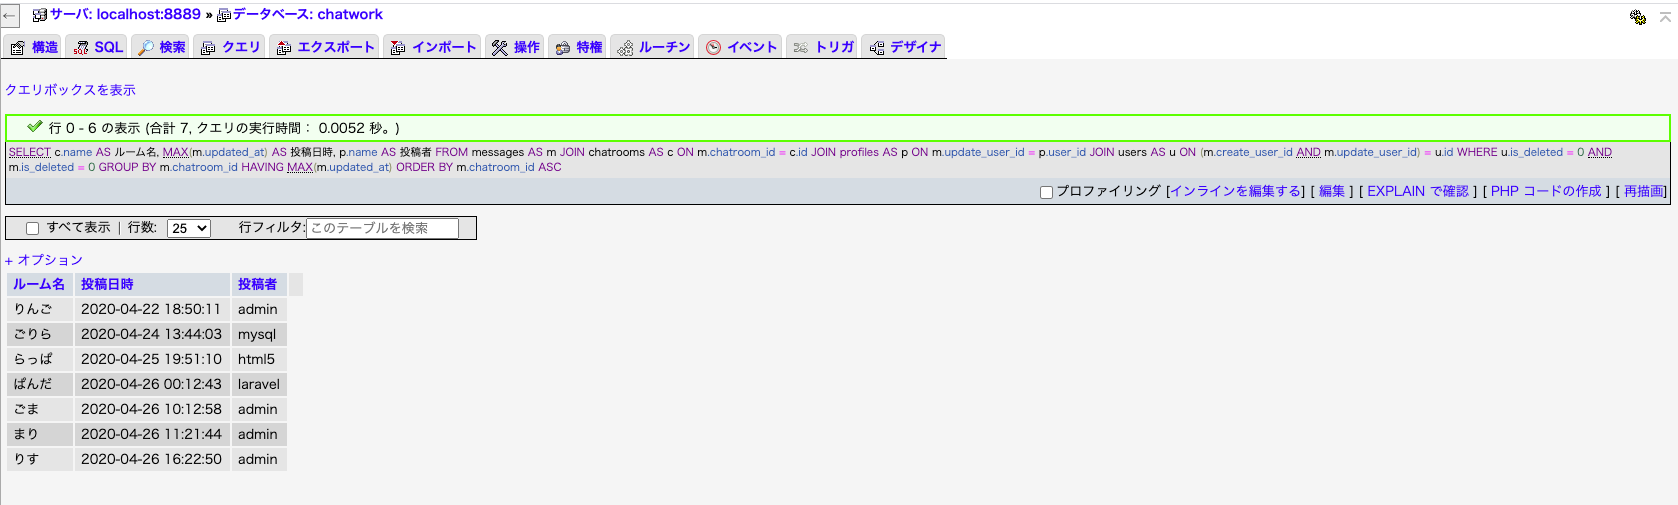 ← サーバ: localhost:8889 » データベース: chatwork
構造 SQL 検索 クエリ エクスポート インポート 操作 特権 ルーチン イベント トリガ デザイナ
クエリボックスを表示
行 0 - 6 の表示 (合計 7, クエリの実行時間： 0.0052 秒。)
SELECT c.name AS ルーム名, MAX(m.updated_at) AS 投稿日時, p.name AS 投稿者 FROM messages AS m JOIN chatrooms AS c ON m.chatroom_id = c.id JOIN profiles AS p ON m.update_user_id = p.user_id JOIN users AS u ON (m.create_user_id AND m.update_user_id) = u.id WHERE u.is_deleted = 0 AND
m.is_deleted = 0 GROUP BY m.chatroom_id HAVING MAX(m.updated_at) ORDER BY m.chatroom_id ASC
プロファイリング [インラインを編集する] [ 編集 ] [ EXPLAIN で確認 ] [ PHP コードの作成 ] [ 再描画]
すべて表示 | 行数: 25 行フィルタ: このテーブルを検索
+ オプション
ルーム名 投稿日時 投稿者
りんご 2020-04-22 18:50:11 admin
ごりら 2020-04-24 13:44:03 mysql
らっぱ 2020-04-25 19:51:10 html5
ぱんだ 2020-04-26 00:12:43 laravel
ごま 2020-04-26 10:12:58 admin
まり 2020-04-26 11:21:44 admin
りす 2020-04-26 16:22:50 admin